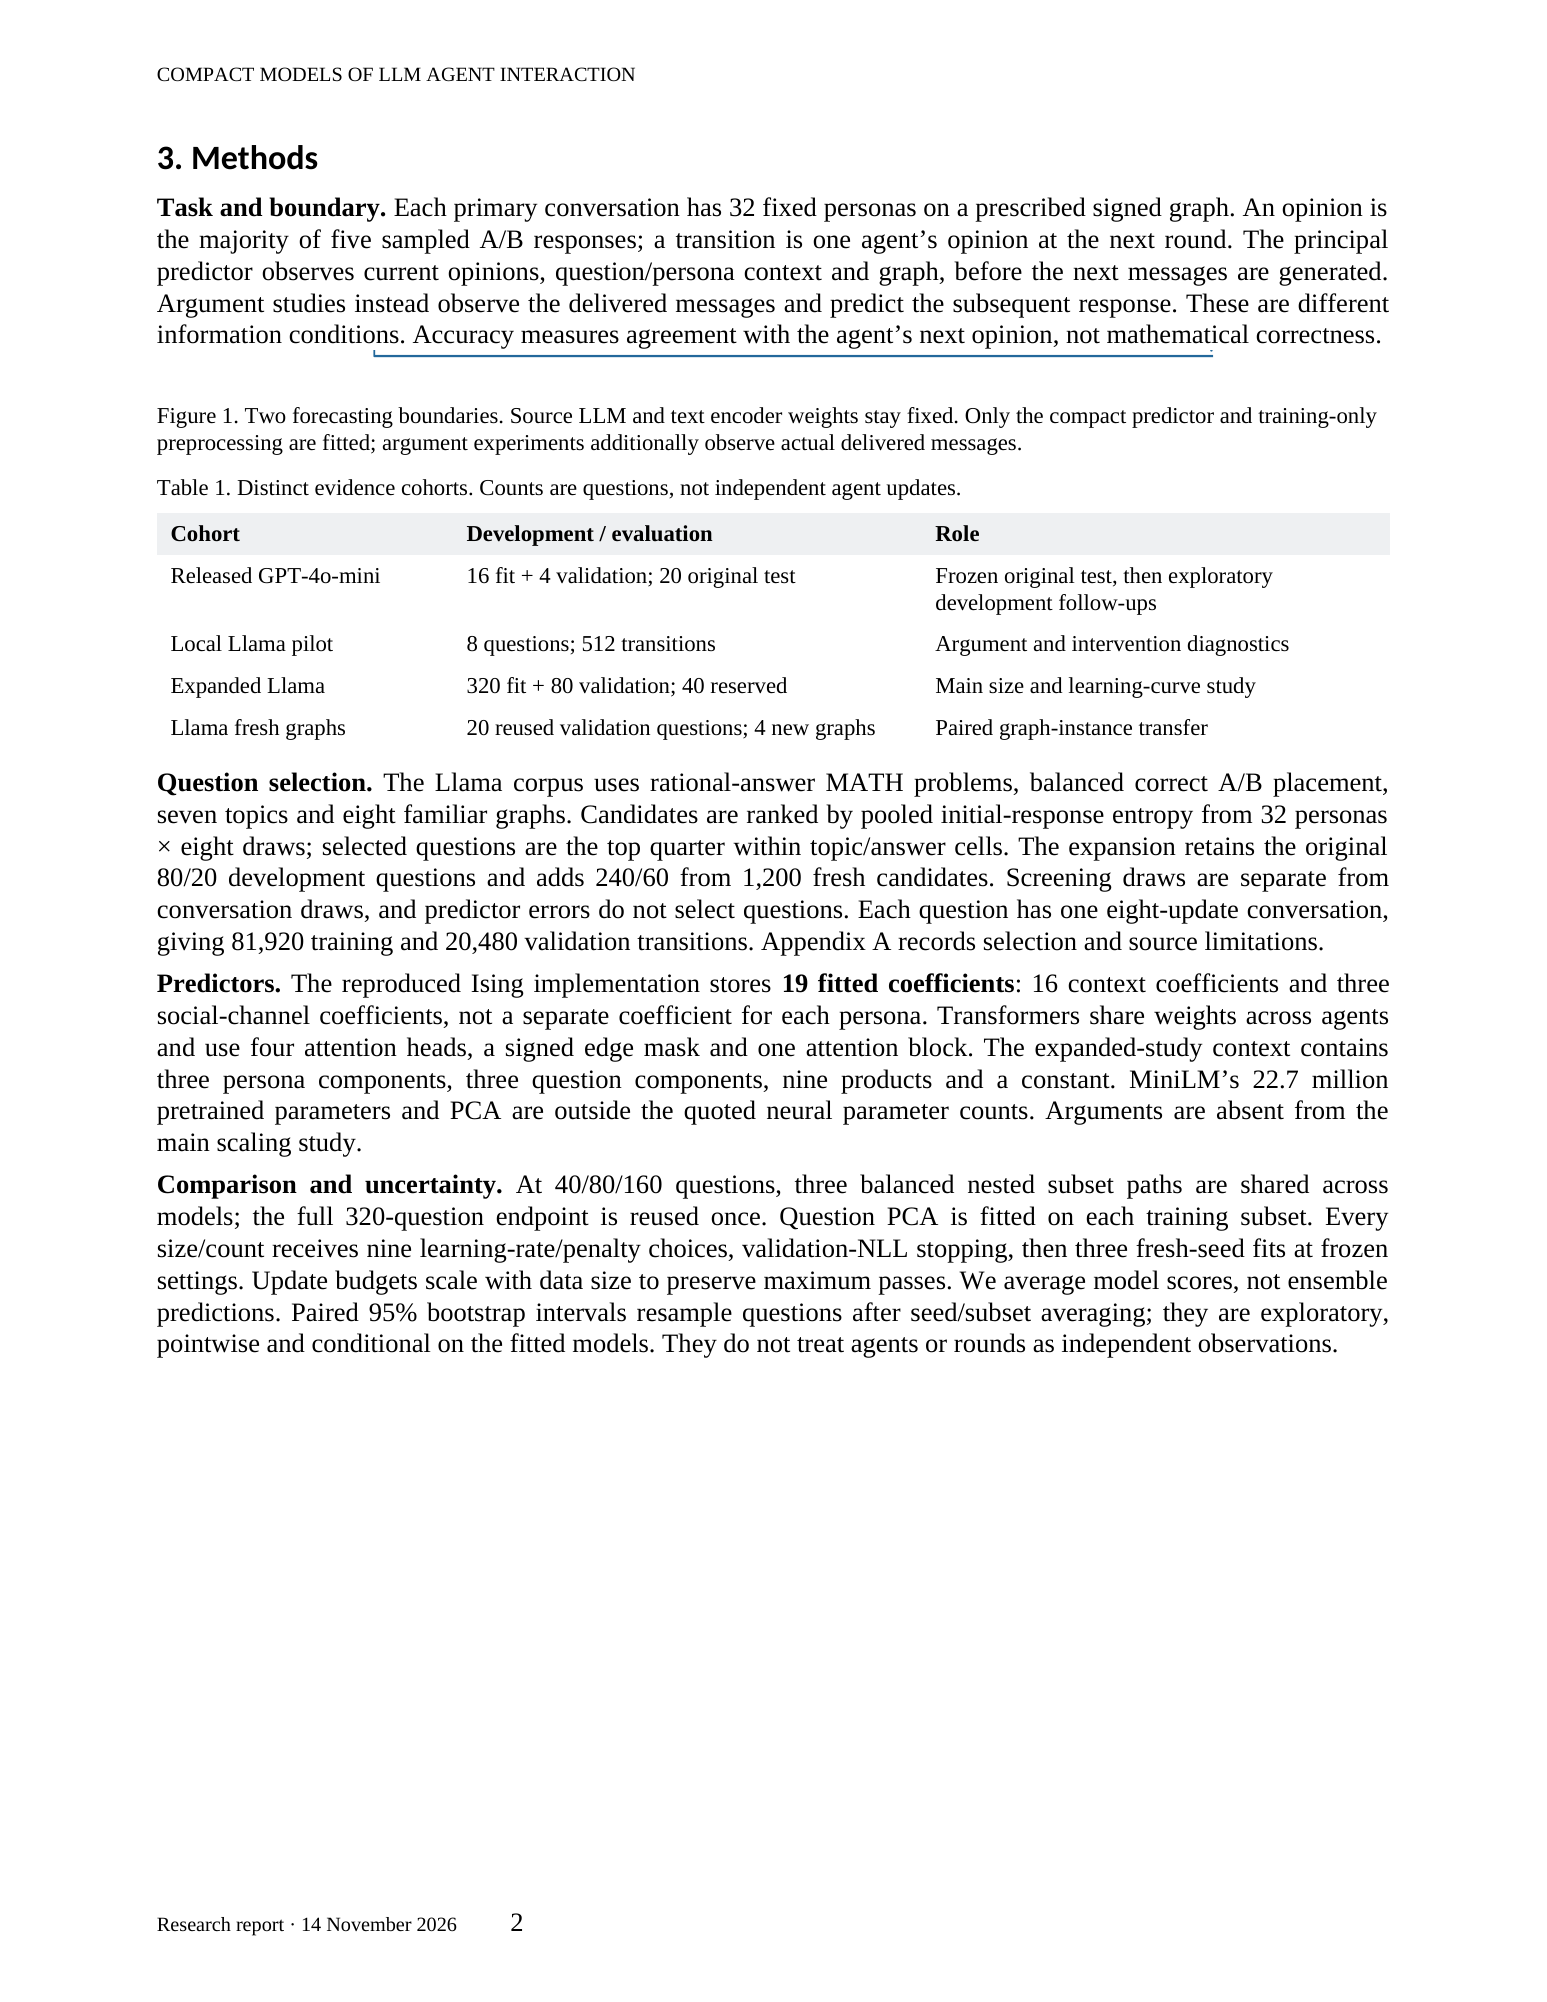 COMPACT MODELS OF LLM AGENT INTERACTION
3. Methods
Task and boundary. Each primary conversation has 32 fixed personas on a prescribed signed graph. An opinion is
the majority of five sampled A/B responses; a transition is one agent’s opinion at the next round. The principal
predictor observes current opinions, question/persona context and graph, before the next messages are generated.
Argument studies instead observe the delivered messages and predict the subsequent response. These are different
information conditions. Accuracy measures agreement with the agent’s next opinion, not mathematical correctness.
Figure 1. Two forecasting boundaries. Source LLM and text encoder weights stay fixed. Only the compact predictor and training-only
preprocessing are fitted; argument experiments additionally observe actual delivered messages.
Table 1. Distinct evidence cohorts. Counts are questions, not independent agent updates.
Cohort Development / evaluation Role
Released GPT-4o-mini 16 fit + 4 validation; 20 original test Frozen original test, then exploratory
development follow-ups
Local Llama pilot 8 questions; 512 transitions Argument and intervention diagnostics
Expanded Llama 320 fit + 80 validation; 40 reserved Main size and learning-curve study
Llama fresh graphs 20 reused validation questions; 4 new graphs Paired graph-instance transfer
Question selection. The Llama corpus uses rational-answer MATH problems, balanced correct A/B placement,
seven topics and eight familiar graphs. Candidates are ranked by pooled initial-response entropy from 32 personas
× eight draws; selected questions are the top quarter within topic/answer cells. The expansion retains the original
80/20 development questions and adds 240/60 from 1,200 fresh candidates. Screening draws are separate from
conversation draws, and predictor errors do not select questions. Each question has one eight-update conversation,
giving 81,920 training and 20,480 validation transitions. Appendix A records selection and source limitations.
Predictors. The reproduced Ising implementation stores 19 fitted coefficients: 16 context coefficients and three
social-channel coefficients, not a separate coefficient for each persona. Transformers share weights across agents
and use four attention heads, a signed edge mask and one attention block. The expanded-study context contains
three persona components, three question components, nine products and a constant. MiniLM’s 22.7 million
pretrained parameters and PCA are outside the quoted neural parameter counts. Arguments are absent from the
main scaling study.
Comparison and uncertainty. At 40/80/160 questions, three balanced nested subset paths are shared across
models; the full 320-question endpoint is reused once. Question PCA is fitted on each training subset. Every
size/count receives nine learning-rate/penalty choices, validation-NLL stopping, then three fresh-seed fits at frozen
settings. Update budgets scale with data size to preserve maximum passes. We average model scores, not ensemble
predictions. Paired 95% bootstrap intervals resample questions after seed/subset averaging; they are exploratory,
pointwise and conditional on the fitted models. They do not treat agents or rounds as independent observations.
Research report · 14 November 2026 2